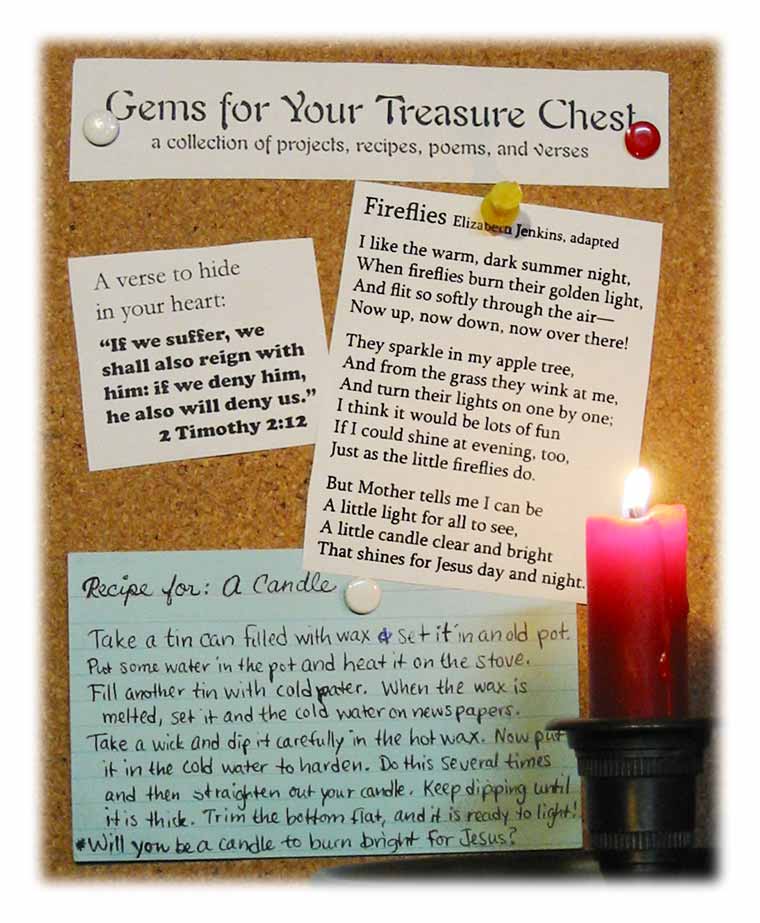 Gems for Your Treasure Chest
a collection of projects, recipes, poems, and verses
A verse to hide
in your heart:
“If we suffer, we
shall also reign with
him: if we deny him,
he also will deny us.”
2 Timothy 2:12
Fireflies Elizabeth Jenkins, adapted
I like the warm, dark summer night,
When fireflies burn their golden light,
And flit so softly through the air—
Now up, now down, now over there!
They sparkle in my apple tree,
And from the grass they wink at me,
And turn their lights on one by one;
I think it would be lots of fun
If I could shine at evening, too,
Just as the little fireflies do.
But Mother tells me I can be
A little light for all to see,
A little candle clear and bright
That shines for Jesus day and night.
Recipe for: A Candle
Take a tin can filled with wax & set it in an old pot.
Put some water in the pot and heat it on the stove.
Fill another tin with cold water. When the wax is
melted, set it and the cold water on newspapers.
Take a wick and dip it carefully in the hot wax. Now put
it in the cold water to harden. Do this several times
and then straighten out your candle. Keep dipping until
it is thick. Trim the bottom flat, and it is ready to light!
*Will you be a candle to burn bright for Jesus?